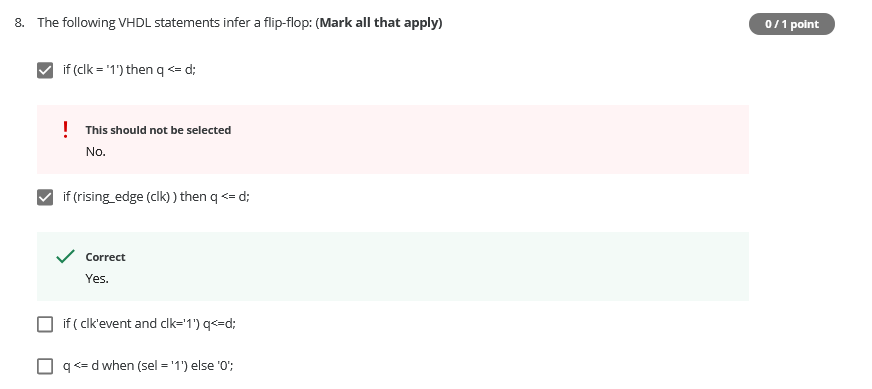 8. The following VHDL statements infer a flip-flop: (Mark all that apply)
0 / 1 point
if (clk = '1') then q <= d;
! This should not be selected
No.
if (rising_edge (clk) ) then q <= d;
Correct
Yes.
if ( clk'event and clk='1') q<=d;
q <= d when (sel = '1') else '0';